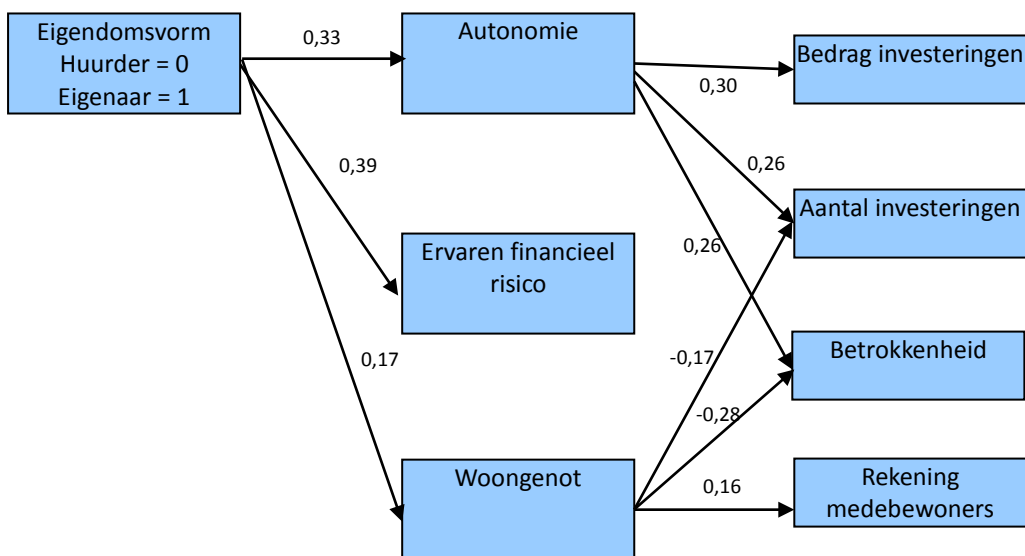 Eigendomsvorm
Huurder = 0
Eigenaar = 1
0,33
0,39
0,17
Autonomie
Ervaren financieel
risico
Woongenot
0,30
0,26
0,26
-0,17
-0,28
0,16
Bedrag investeringen
Aantal investeringen
Betrokkenheid
Rekening
medebewoners